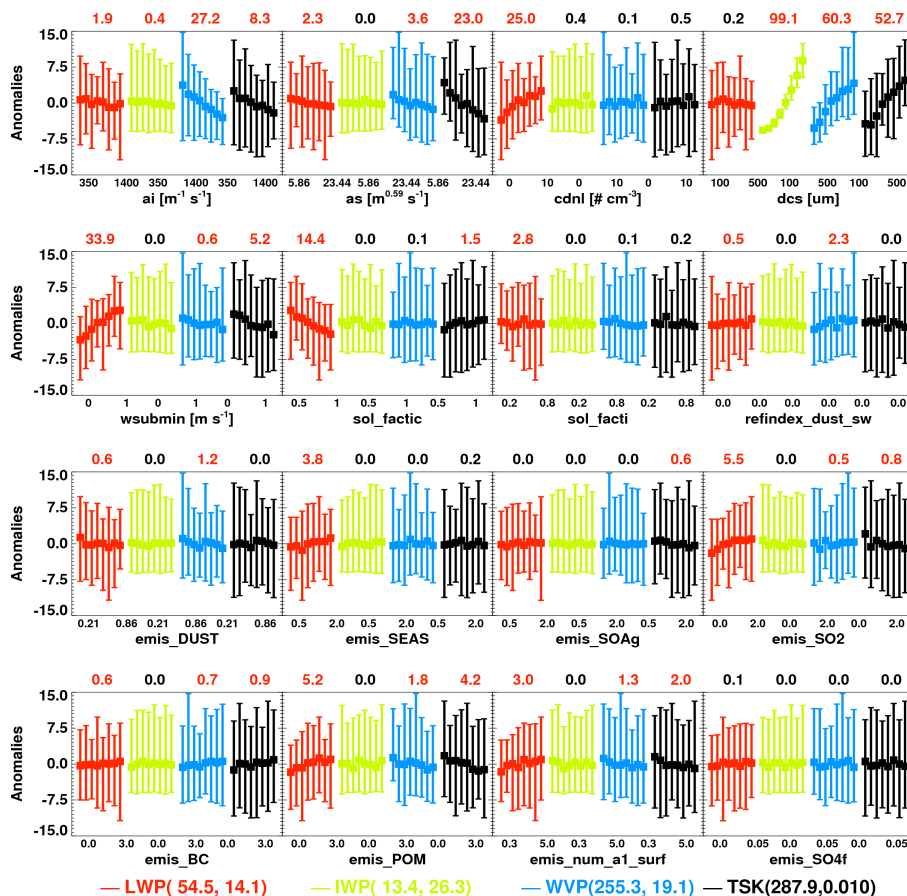 1.9 0.4 27.2 8.3 2.3 0.0 3.6 23.0 25.0 0.4 0.1 0.5 0.2 99.1 60.3 52.7
15.0
7.5
Anomalies
0.0
-7.5
-15.0
350 1400 350 1400 350 1400 5.86 23.44 5.86 23.44 5.86 23.44 0 10 0 10 0 10 100 500 100 500 100 500
ai [m-1 s-1] as [m0.59 s-1] cdnl [# cm-3] dcs [um]
33.9 0.0 0.6 5.2 14.4 0.0 0.1 1.5 2.8 0.0 0.1 0.2 0.5 0.0 2.3 0.0
15.0
7.5
Anomalies
0.0
-7.5
-15.0
0 1 0 1 0 1 0.5 1 0.5 1 0.5 1 0.2 0.8 0.2 0.8 0.2 0.8 0.0 0.0 0.0 0.0 0.0 0.0
wsubmin [m s-1] sol_factic sol_facti refindex_dust_sw
0.6 0.0 1.2 0.0 3.8 0.0 0.0 0.2 0.0 0.0 0.0 0.6 5.5 0.0 0.5 0.8
15.0
7.5
Anomalies
0.0
-7.5
-15.0
0.21 0.86 0.21 0.86 0.21 0.86 0.5 2.0 0.5 2.0 0.5 2.0 0.5 2.0 0.5 2.0 0.5 2.0 0.0 2.0 0.0 2.0 0.0 2.0
emis_DUST emis_SEAS emis_SOAg emis_SO2
0.6 0.0 0.7 0.9 5.2 0.0 1.8 4.2 3.0 0.0 1.3 2.0 0.1 0.0 0.0 0.0
15.0
7.5
Anomalies
0.0
-7.5
-15.0
0.0 3.0 0.0 3.0 0.0 3.0 0.0 3.0 0.0 3.0 0.0 3.0 0.3 5.0 0.3 5.0 0.3 5.0 0.0 0.05 0.0 0.05 0.0 0.05
emis_BC emis_POM emis_num_a1_surf emis_SO4f
LWP( 54.5, 14.1) IWP( 13.4, 26.3) WVP(255.3, 19.1) TSK(287.9,0.010)